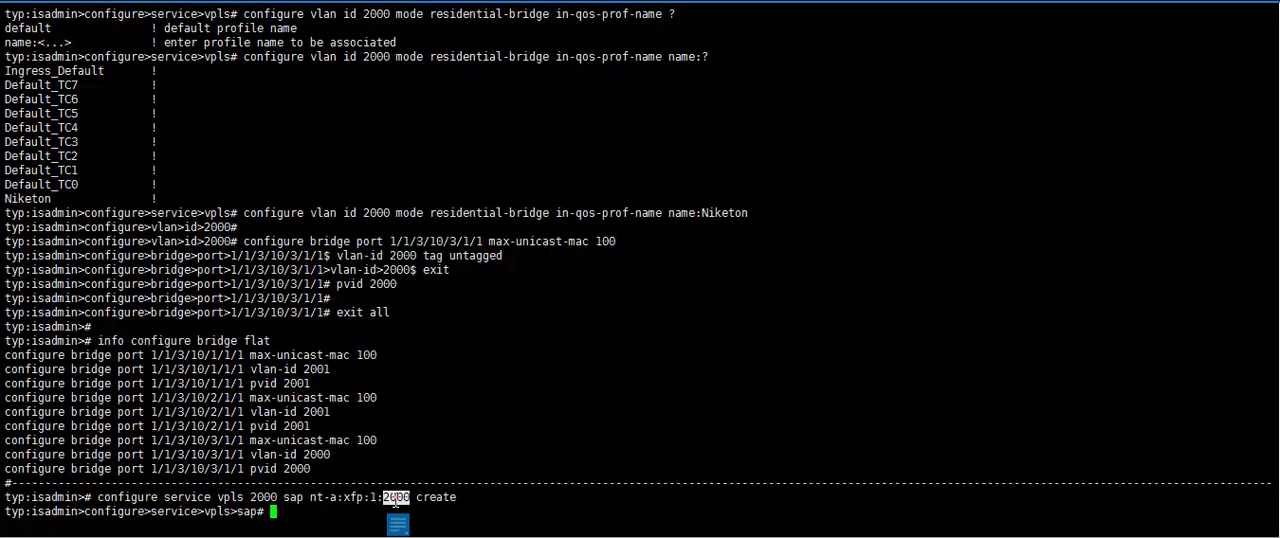 typ:isadmin>configure>service>vpls# configure vlan id 2000 mode residential-bridge in-qos-prof-name ?
default ! default profile name
name:<...> ! enter profile name to be associated
typ:isadmin>configure>service>vpls# configure vlan id 2000 mode residential-bridge in-qos-prof-name name:?
Ingress_Default !
Default_TC7 !
Default_TC6 !
Default_TC5 !
Default_TC4 !
Default_TC3 !
Default_TC2 !
Default_TC1 !
Default_TC0 !
Niketon !
typ:isadmin>configure>service>vpls# configure vlan id 2000 mode residential-bridge in-qos-prof-name name:Niketon
typ:isadmin>configure>vlan>id>2000#
typ:isadmin>configure>vlan>id>2000# configure bridge port 1/1/3/10/3/1/1 max-unicast-mac 100
typ:isadmin>configure>bridge>port>1/1/3/10/3/1/1$ vlan-id 2000 tag untagged
typ:isadmin>configure>bridge>port>1/1/3/10/3/1/1>vlan-id>2000$ exit
typ:isadmin>configure>bridge>port>1/1/3/10/3/1/1# pvid 2000
typ:isadmin>configure>bridge>port>1/1/3/10/3/1/1#
typ:isadmin>configure>bridge>port>1/1/3/10/3/1/1# exit all
typ:isadmin>#
typ:isadmin># info configure bridge flat
configure bridge port 1/1/3/10/1/1/1 max-unicast-mac 100
configure bridge port 1/1/3/10/1/1/1 vlan-id 2001
configure bridge port 1/1/3/10/1/1/1 pvid 2001
configure bridge port 1/1/3/10/2/1/1 max-unicast-mac 100
configure bridge port 1/1/3/10/2/1/1 vlan-id 2001
configure bridge port 1/1/3/10/2/1/1 pvid 2001
configure bridge port 1/1/3/10/3/1/1 max-unicast-mac 100
configure bridge port 1/1/3/10/3/1/1 vlan-id 2000
configure bridge port 1/1/3/10/3/1/1 pvid 2000
#----------------------------------------------------------------------------------------------------
typ:isadmin># configure service vpls 2000 sap nt-a:xfp:1:2000 create
typ:isadmin>configure>service>vpls>sap#